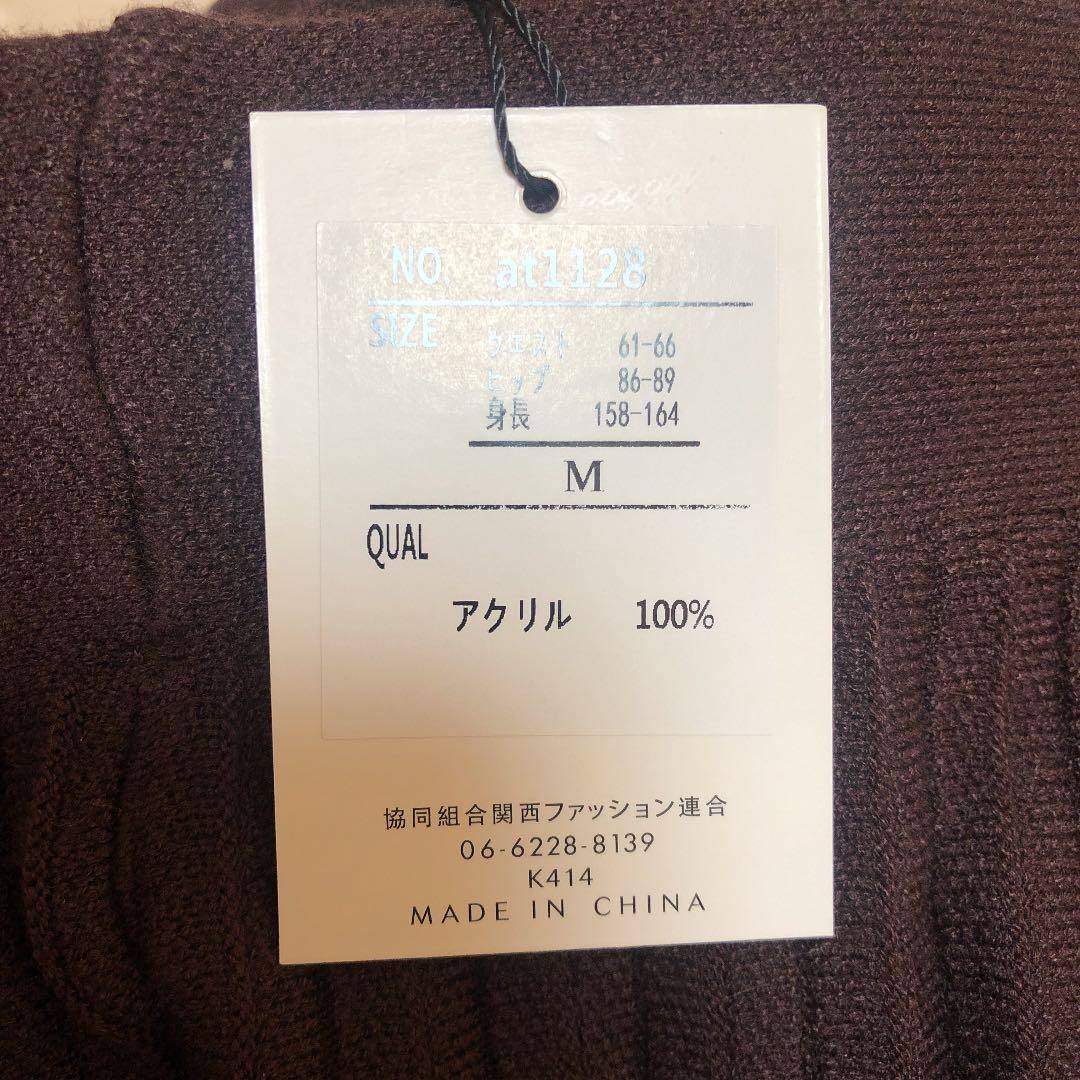 NO. at1128
SIZE
ウエスト 61-66
ヒップ 86-89
身長 158-164
M
QUAL
アクリル 100%
協同組合関西ファッション連合
06-6228-8139
K414
MADE IN CHINA